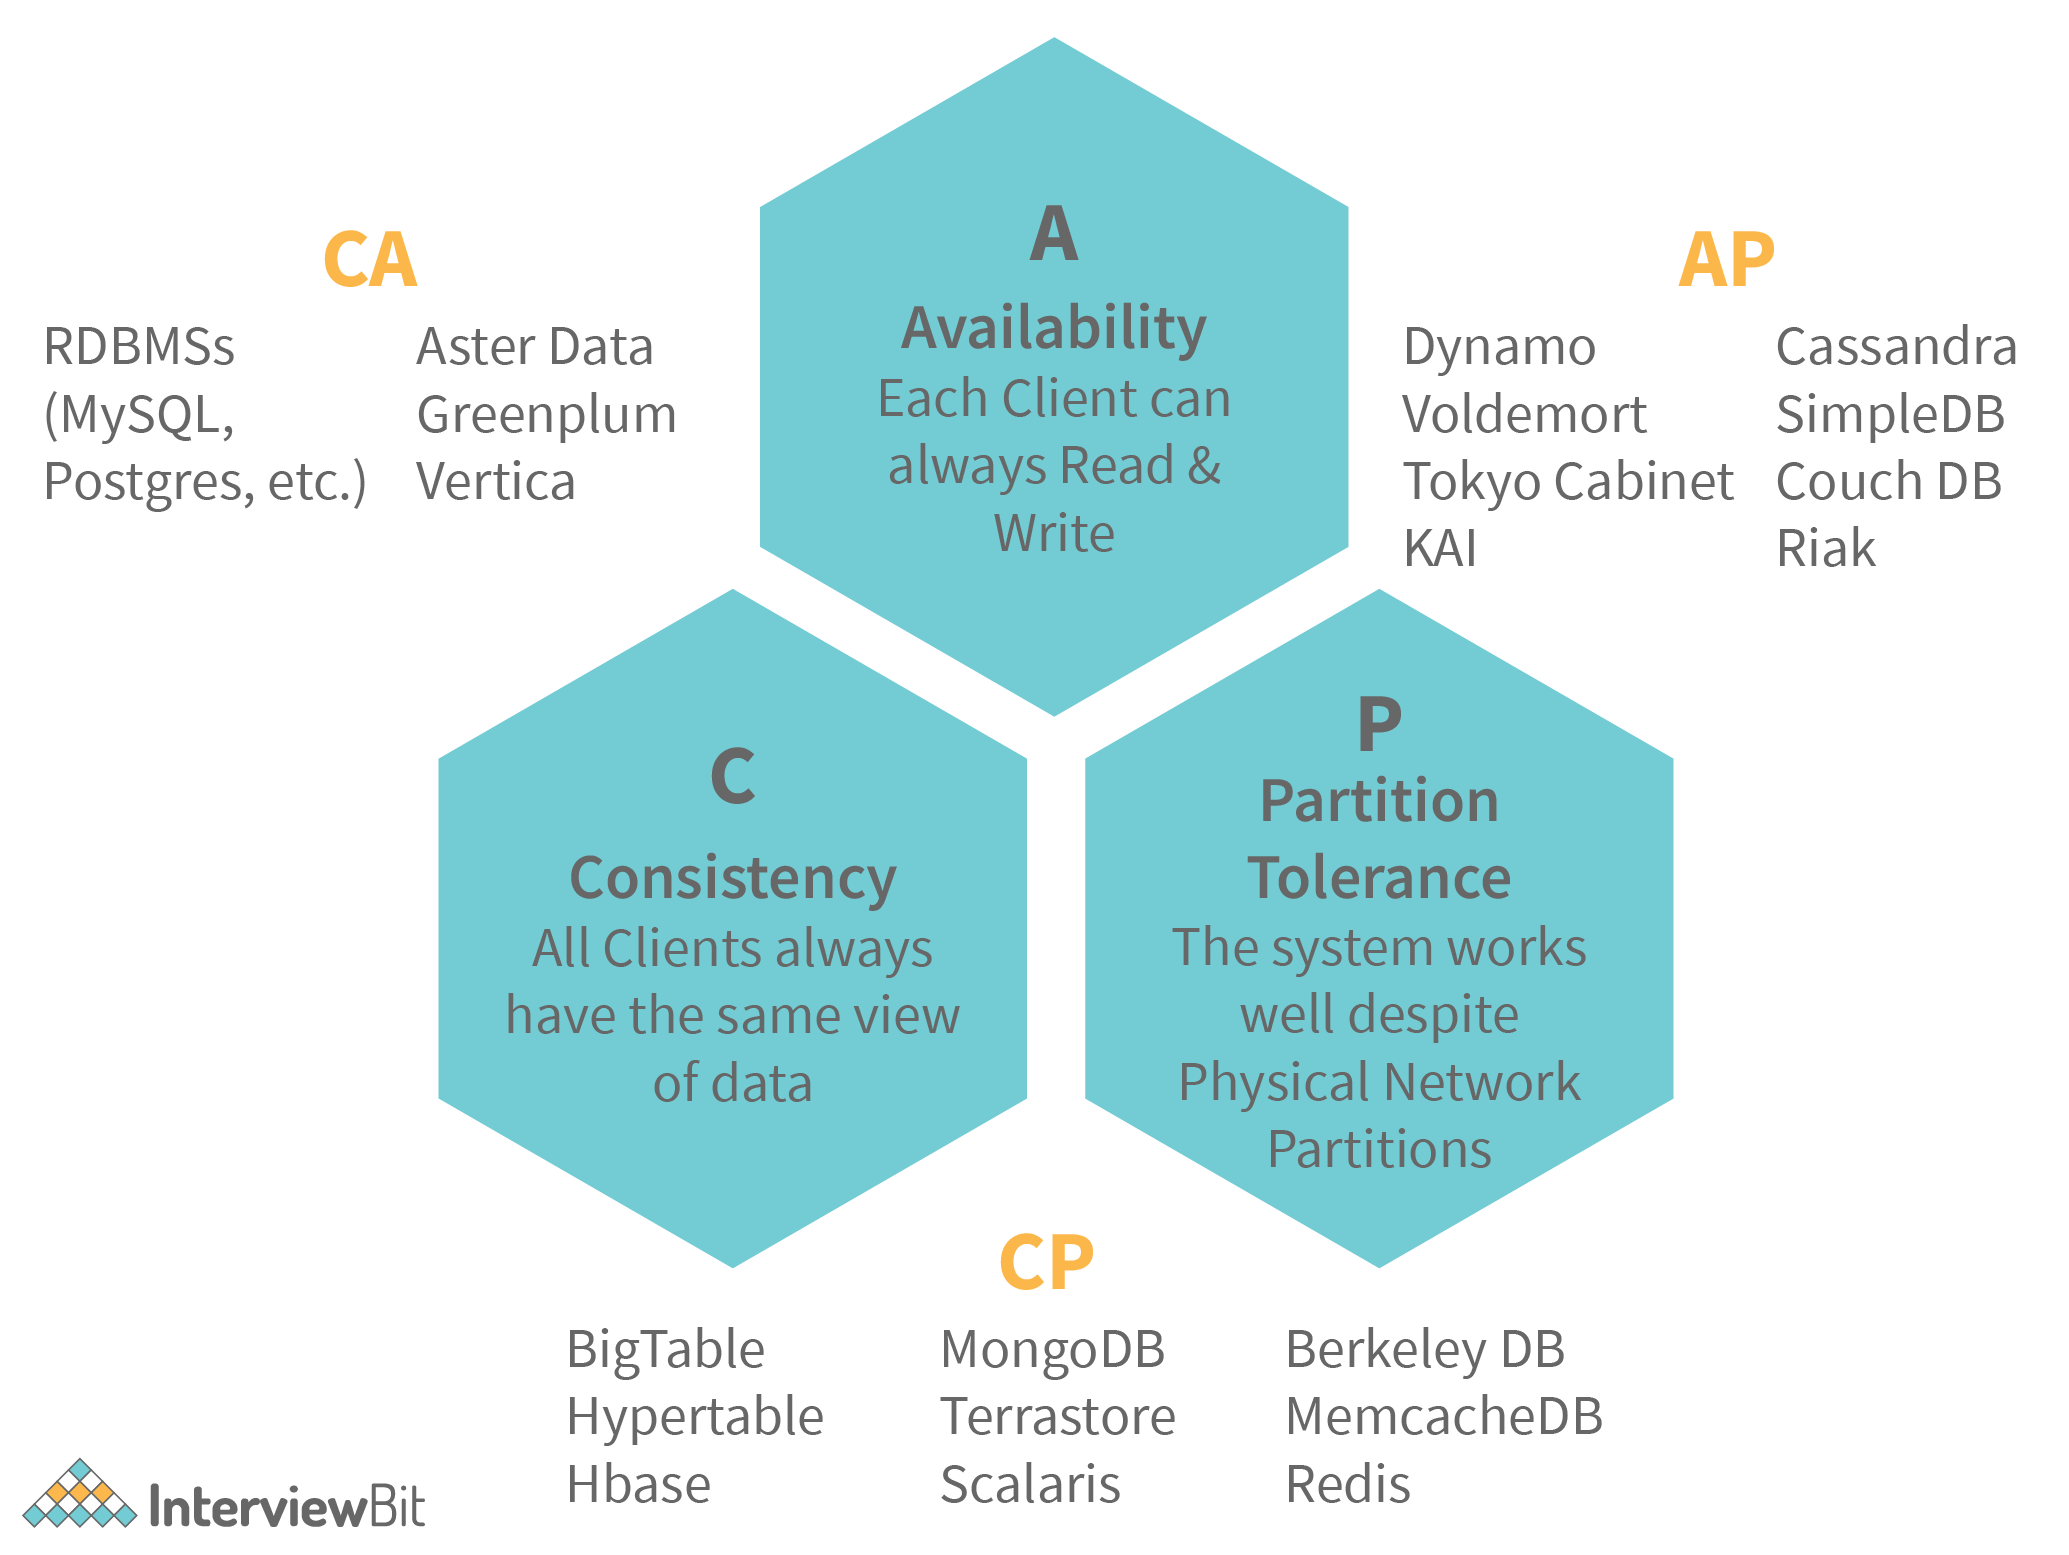 A
Availability
Each Client can
always Read &
Write
CA
RDBMSs
(MySQL,
Postgres, etc.)
Aster Data
Greenplum
Vertica
AP
Dynamo
Voldemort
Tokyo Cabinet
KAI
Cassandra
SimpleDB
Couch DB
Riak
C
Consistency
All Clients always
have the same view
of data
P
Partition
Tolerance
The system works
well despite
Physical Network
Partitions
CP
BigTable
Hypertable
Hbase
MongoDB
Terrastore
Scalaris
Berkeley DB
MemcacheDB
Redis
InterviewBit